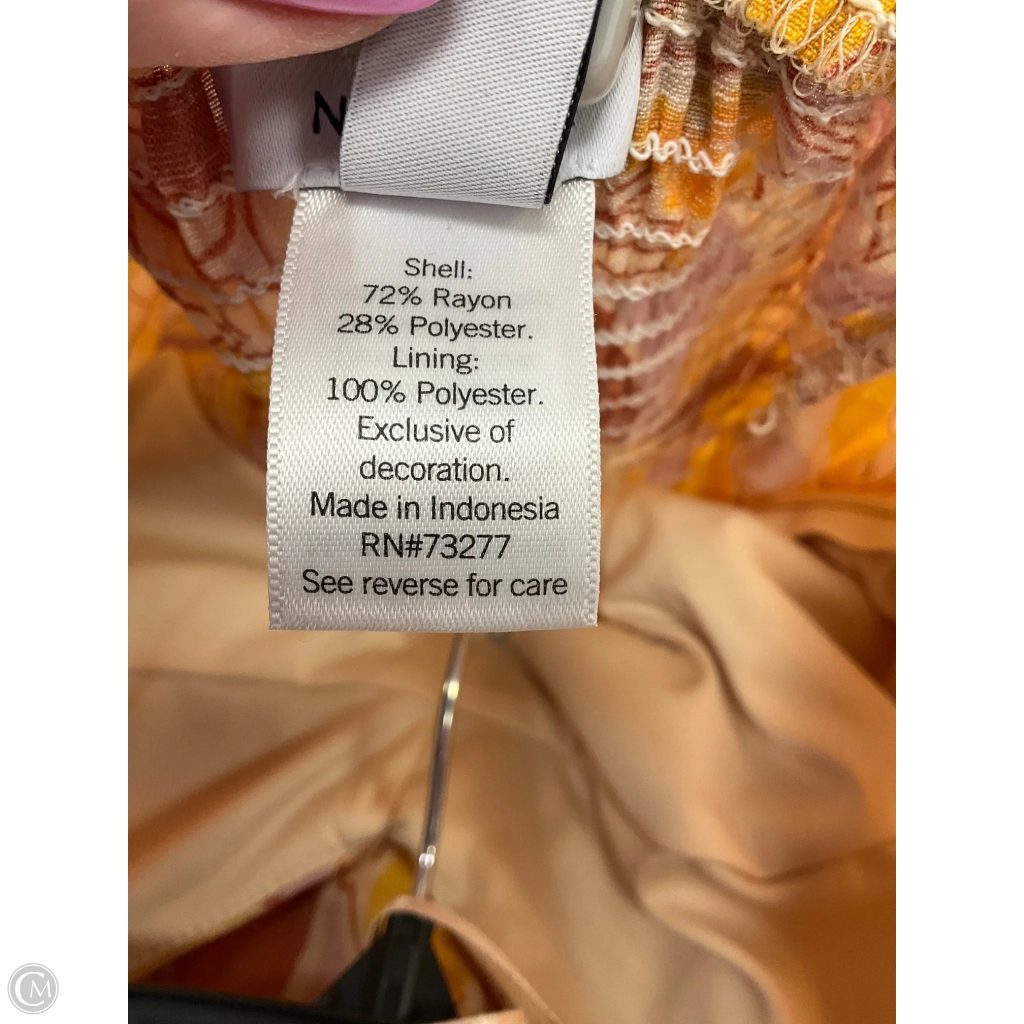 N
Shell:
72% Rayon
28% Polyester.
Lining:
100% Polyester.
Exclusive of
decoration.
Made in Indonesia
RN#73277
See reverse for care
CM